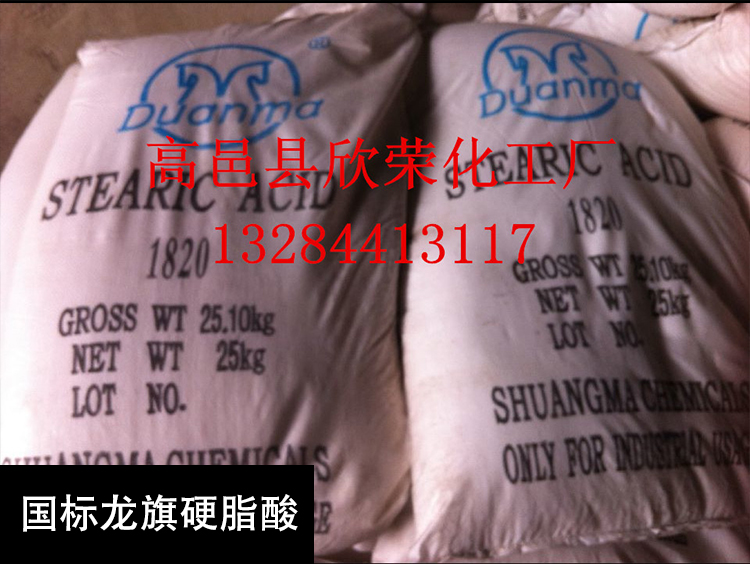 Duanma
STEARIC ACID
1820
GROSS WT 25.10kg
NET WT 25kg
LOT NO.
SHUANGMA CHEMICALS
Duanma
STEARIC ACID
1820
GROSS WT 25.10kg
NET WT 25kg
LOT NO.
SHUANGMA CHEMICALS
ONLY FOR INDUSTRIAL
高邑县欣荣化工厂
13284413117
国标龙旗硬脂酸